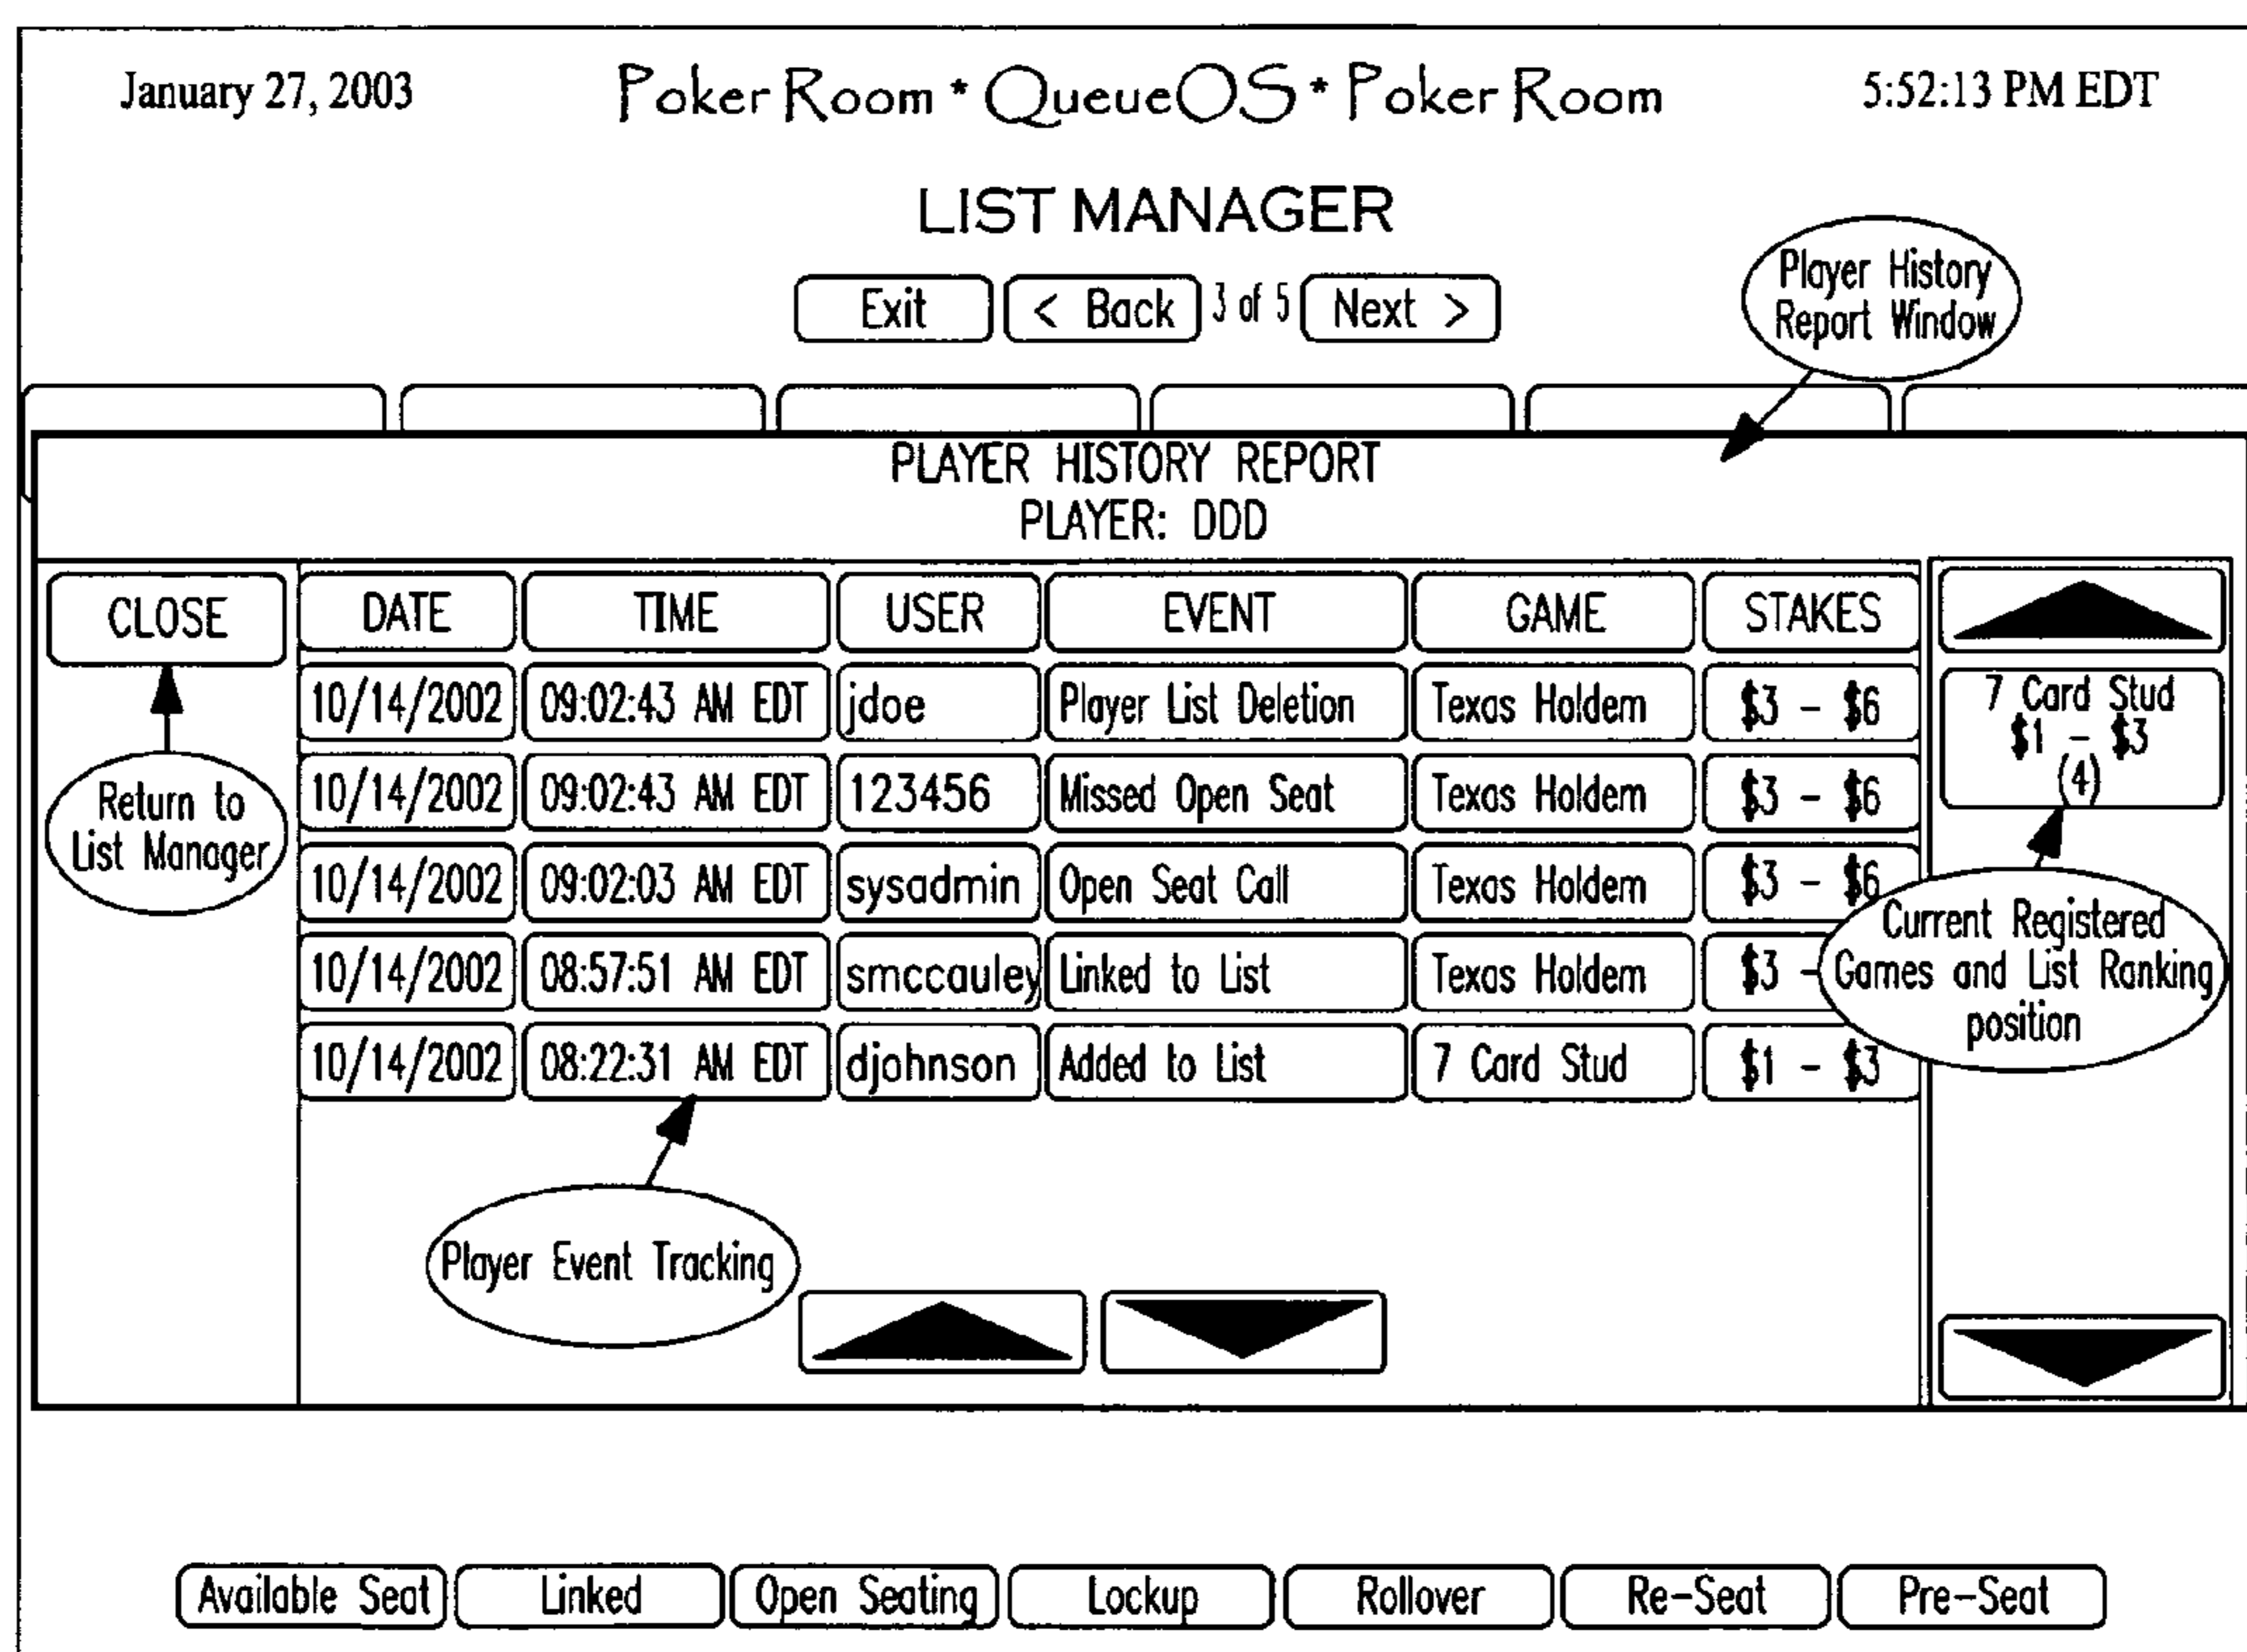 January 27, 2003 Poker Room * QueueOS * Poker Room 5:52:13 PM EDT
LIST MANAGER
Exit < Back 3 of 5 Next >
Player History
Report Window
PLAYER HISTORY REPORT
PLAYER: DDD
CLOSE DATE TIME USER EVENT GAME STAKES
10/14/2002 09:02:43 AM EDT jdoe Player List Deletion Texas Holdem $3 - $6
10/14/2002 09:02:43 AM EDT 123456 Missed Open Seat Texas Holdem $3 - $6
10/14/2002 09:02:03 AM EDT sysadmin Open Seat Call Texas Holdem $3 - $6
10/14/2002 08:57:51 AM EDT smccauley Linked to List Texas Holdem $3 -
10/14/2002 08:22:31 AM EDT djohnson Added to List 7 Card Stud $1 - $3
7 Card Stud
$1 - $3
(4)
Return to
List Manager
Current Registered
Games and List Ranking
position
Player Event Tracking
Available Seat Linked Open Seating Lockup Rollover Re-Seat Pre-Seat